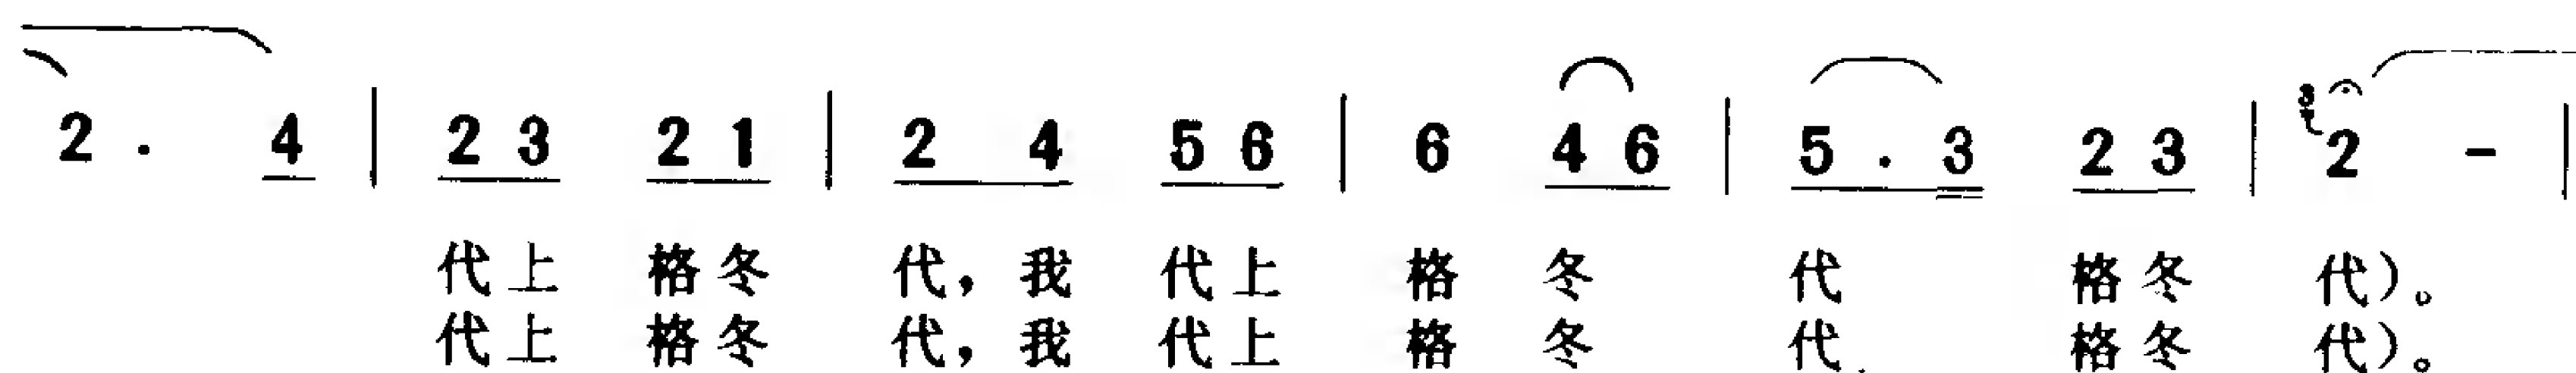 2 . 4 | 2 3 2 1 | 2 4 5 6 | 6 4 6 | 5 . 3 2 3 | 3 2 - |
代上 格冬 代，我 代上 格 冬 代 格冬 代）。
代上 格冬 代，我 代上 格 冬 代 格冬 代）。